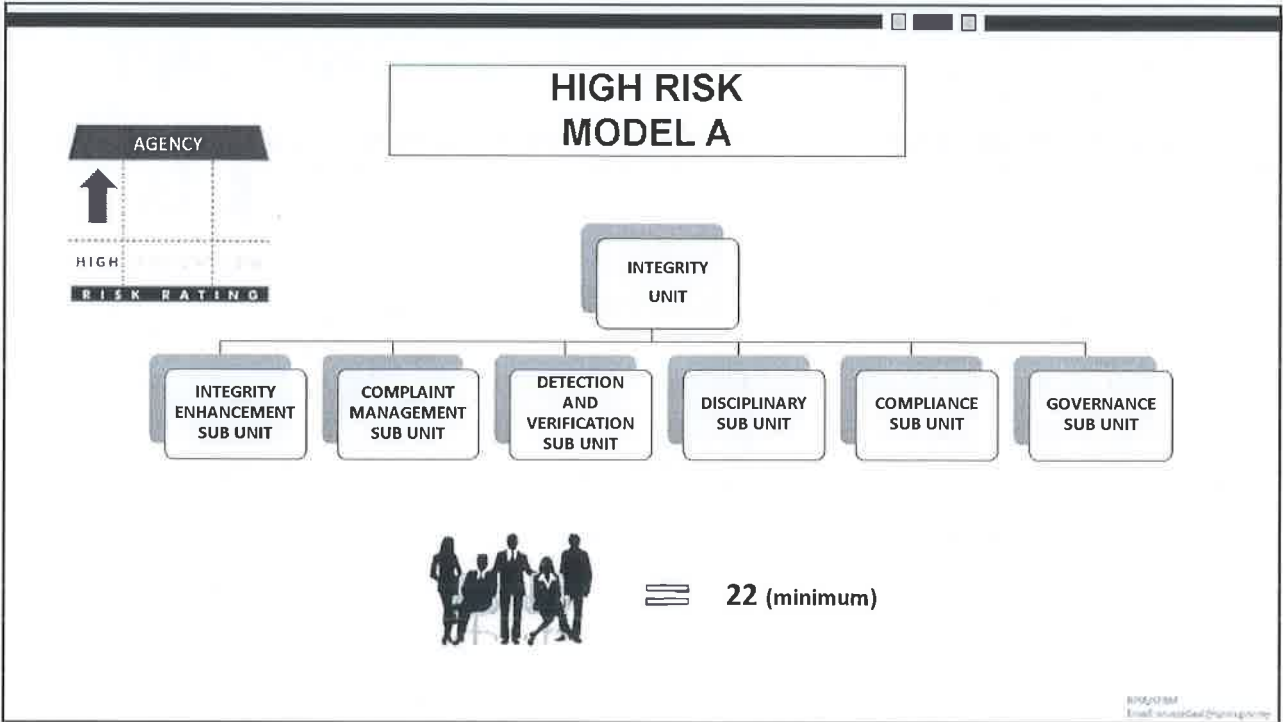 HIGH RISK
MODEL A
AGENCY
HIGH
RISK RATING
INTEGRITY
UNIT
INTEGRITY
ENHANCEMENT
SUB UNIT
COMPLAINT
MANAGEMENT
SUB UNIT
DETECTION
AND
VERIFICATION
SUB UNIT
DISCIPLINARY
SUB UNIT
COMPLIANCE
SUB UNIT
GOVERNANCE
SUB UNIT
= 22 (minimum)